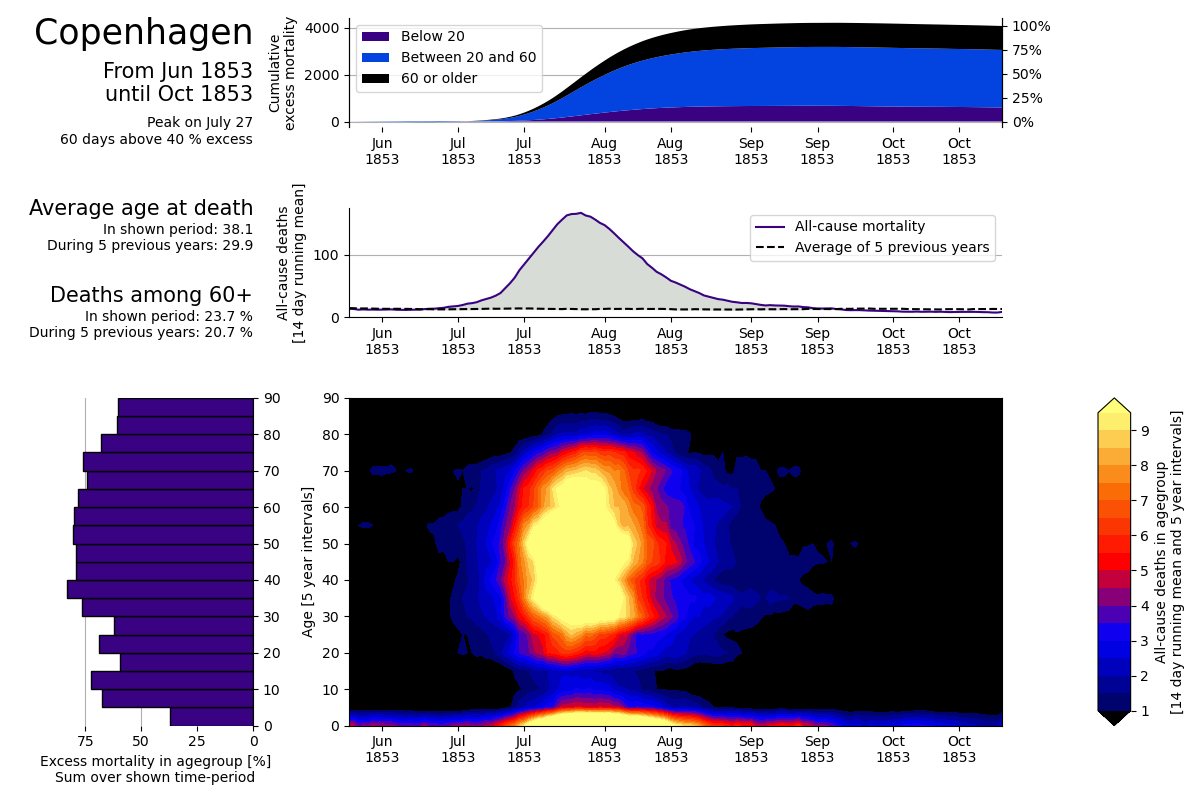 Copenhagen
From Jun 1853
until Oct 1853
Peak on July 27
60 days above 40 % excess
Average age at death
In shown period: 38.1
During 5 previous years: 29.9
Deaths among 60+
In shown period: 23.7 %
During 5 previous years: 20.7 %
Cumulative
excess mortality
4000
2000
0
Below 20
Between 20 and 60
60 or older
100%
75%
50%
25%
0%
Jun Jul Jul Aug Aug Sep Sep Oct Oct
1853 1853 1853 1853 1853 1853 1853 1853 1853
All-cause deaths
[14 day running mean]
100
0
All-cause mortality
Average of 5 previous years
Jun Jul Jul Aug Aug Sep Sep Oct Oct
1853 1853 1853 1853 1853 1853 1853 1853 1853
90
80
70
60
50
40
30
20
10
0
75 50 25 0
Excess mortality in agegroup [%]
Sum over shown time-period
Age [5 year intervals]
90
80
70
60
50
40
30
20
10
0
Jun Jul Jul Aug Aug Sep Sep Oct Oct
1853 1853 1853 1853 1853 1853 1853 1853 1853
9
8
7
6
5
4
3
2
1
All-cause deaths in agegroup
[14 day running mean and 5 year intervals]